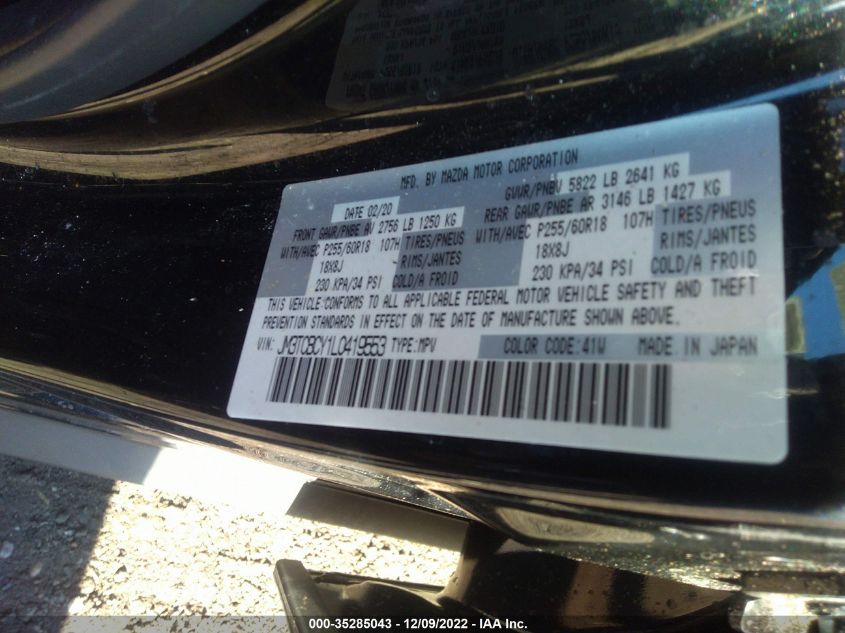 MFD. BY MAZDA MOTOR CORPORATION
DATE 02/20
GVWR/PNBV 5822 LB 2641 KG
FRONT GAWR/PNBE AV 2756 LB 1250 KG
REAR GAWR/PNBE AR 3146 LB 1427 KG
WITH/AVEC P255/60R18 107H TIRES/PNEUS
WITH/AVEC P255/60R18 107H TIRES/PNEUS
18X8J RIMS/JANTES
18X8J RIMS/JANTES
230 KPA/34 PSI COLD/A FROID
230 KPA/34 PSI COLD/A FROID
THIS VEHICLE CONFORMS TO ALL APPLICABLE FEDERAL MOTOR VEHICLE SAFETY AND THEFT
PREVENTION STANDARDS IN EFFECT ON THE DATE OF MANUFACTURE SHOWN ABOVE.
VIN: JM3TCBCY1L0419553 TYPE:MPV COLOR CODE:41W MADE IN JAPAN
000-35285043 - 12/09/2022 - IAA Inc.